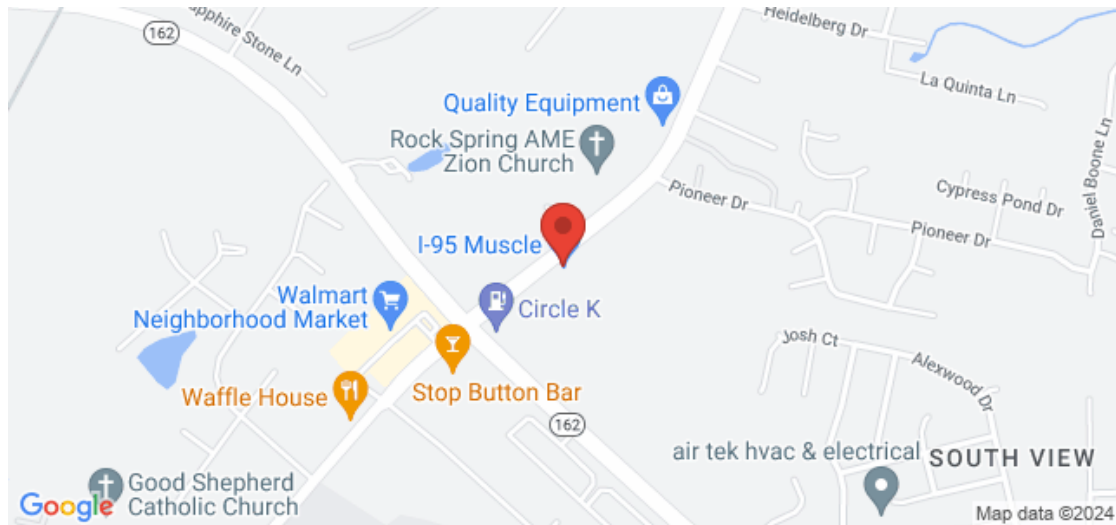 162
Sapphire Stone Ln
Heidelberg Dr
La Quinta Ln
Quality Equipment
Rock Spring AME
Zion Church
Pioneer Dr
Cypress Pond Dr
Daniel Boone Ln
Pioneer Dr
I-95 Muscle
Walmart
Neighborhood Market
Circle K
Josh Ct
Alexwood Dr
Waffle House
Stop Button Bar
162
air tek hvac & electrical
SOUTH VIEW
Good Shepherd
Catholic Church
Google
Map data ©2024